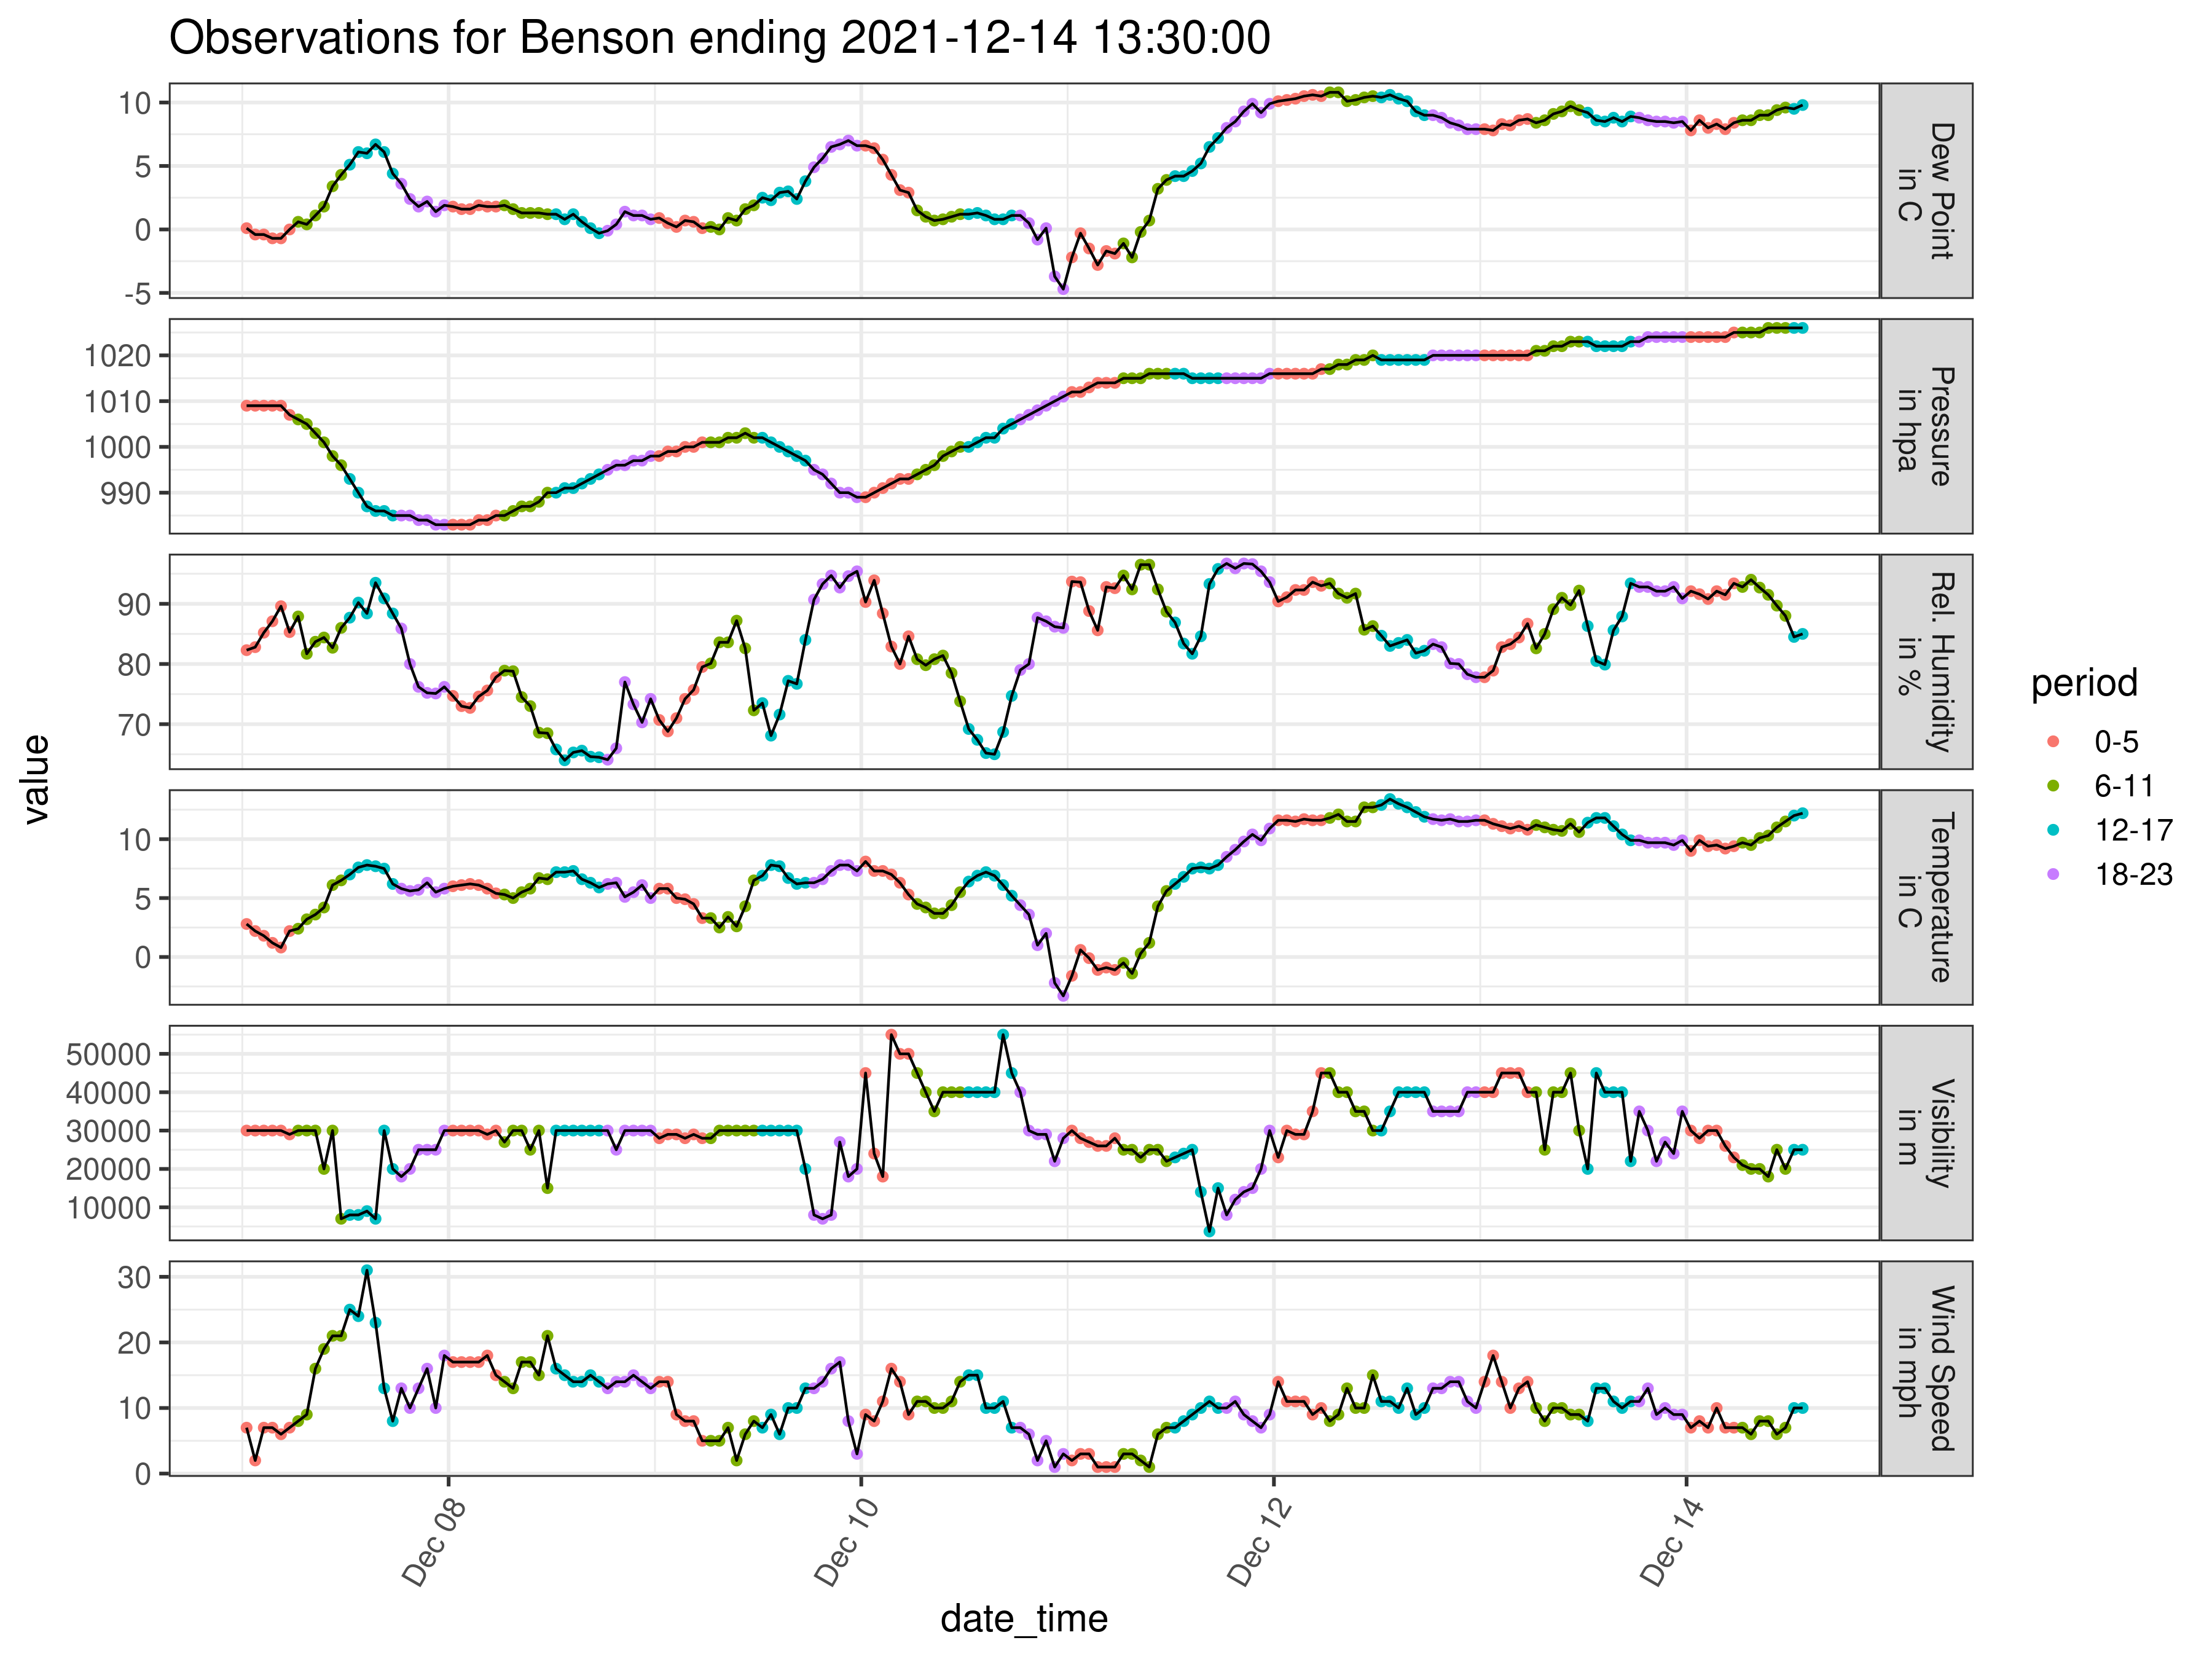 Observations for Benson ending 2021-12-14 13:30:00
value
10
5
0
-5
Dew Point
in C
1020
1010
1000
990
Pressure
in hpa
90
80
70
Rel. Humidity
in %
10
5
0
Temperature
in C
50000
40000
30000
20000
10000
Visibility
in m
30
20
10
0
Wind Speed
in mph
Dec 08
Dec 10
Dec 12
Dec 14
date_time
period
0-5
6-11
12-17
18-23